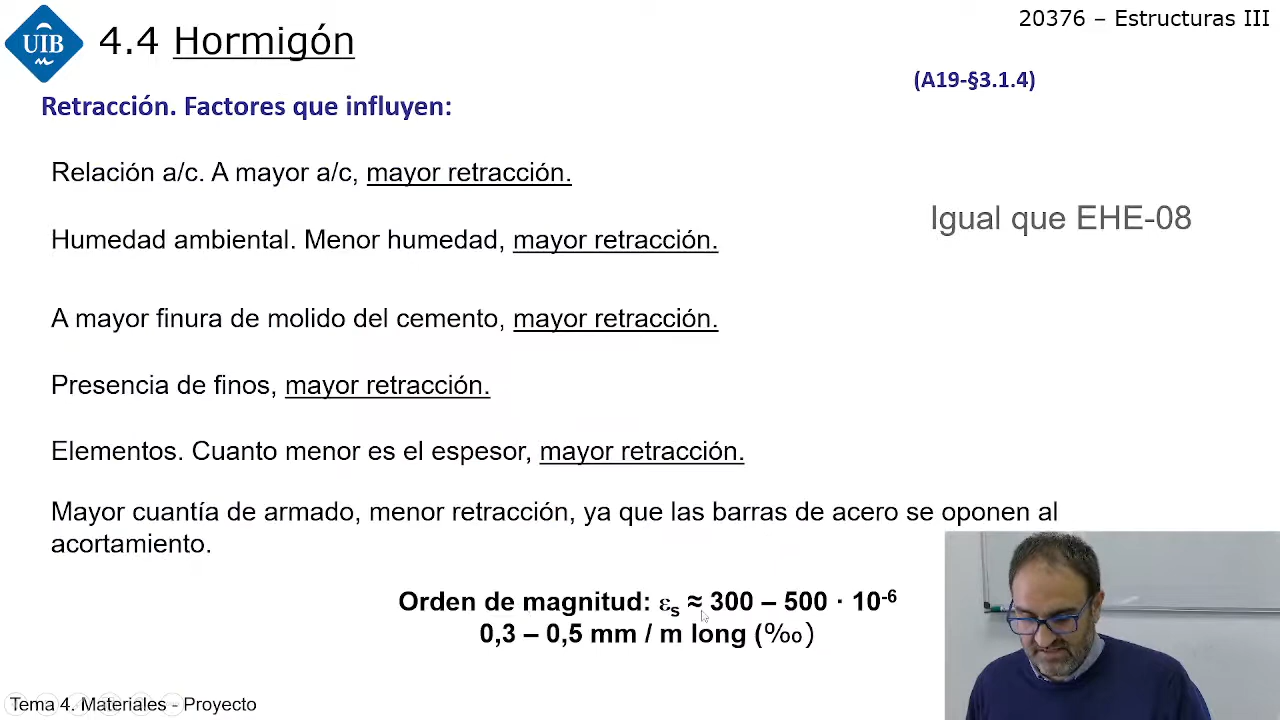 20376 – Estructuras III
UIB
4.4 Hormigón
(A19-§3.1.4)
Retracción. Factores que influyen:
Relación a/c. A mayor a/c, mayor retracción.
Igual que EHE-08
Humedad ambiental. Menor humedad, mayor retracción.
A mayor finura de molido del cemento, mayor retracción.
Presencia de finos, mayor retracción.
Elementos. Cuanto menor es el espesor, mayor retracción.
Mayor cuantía de armado, menor retracción, ya que las barras de acero se oponen al
acortamiento.
Orden de magnitud: εs ≈ 300 – 500 · 10-6
0,3 – 0,5 mm / m long (‰)
Tema 4. Materiales - Proyecto